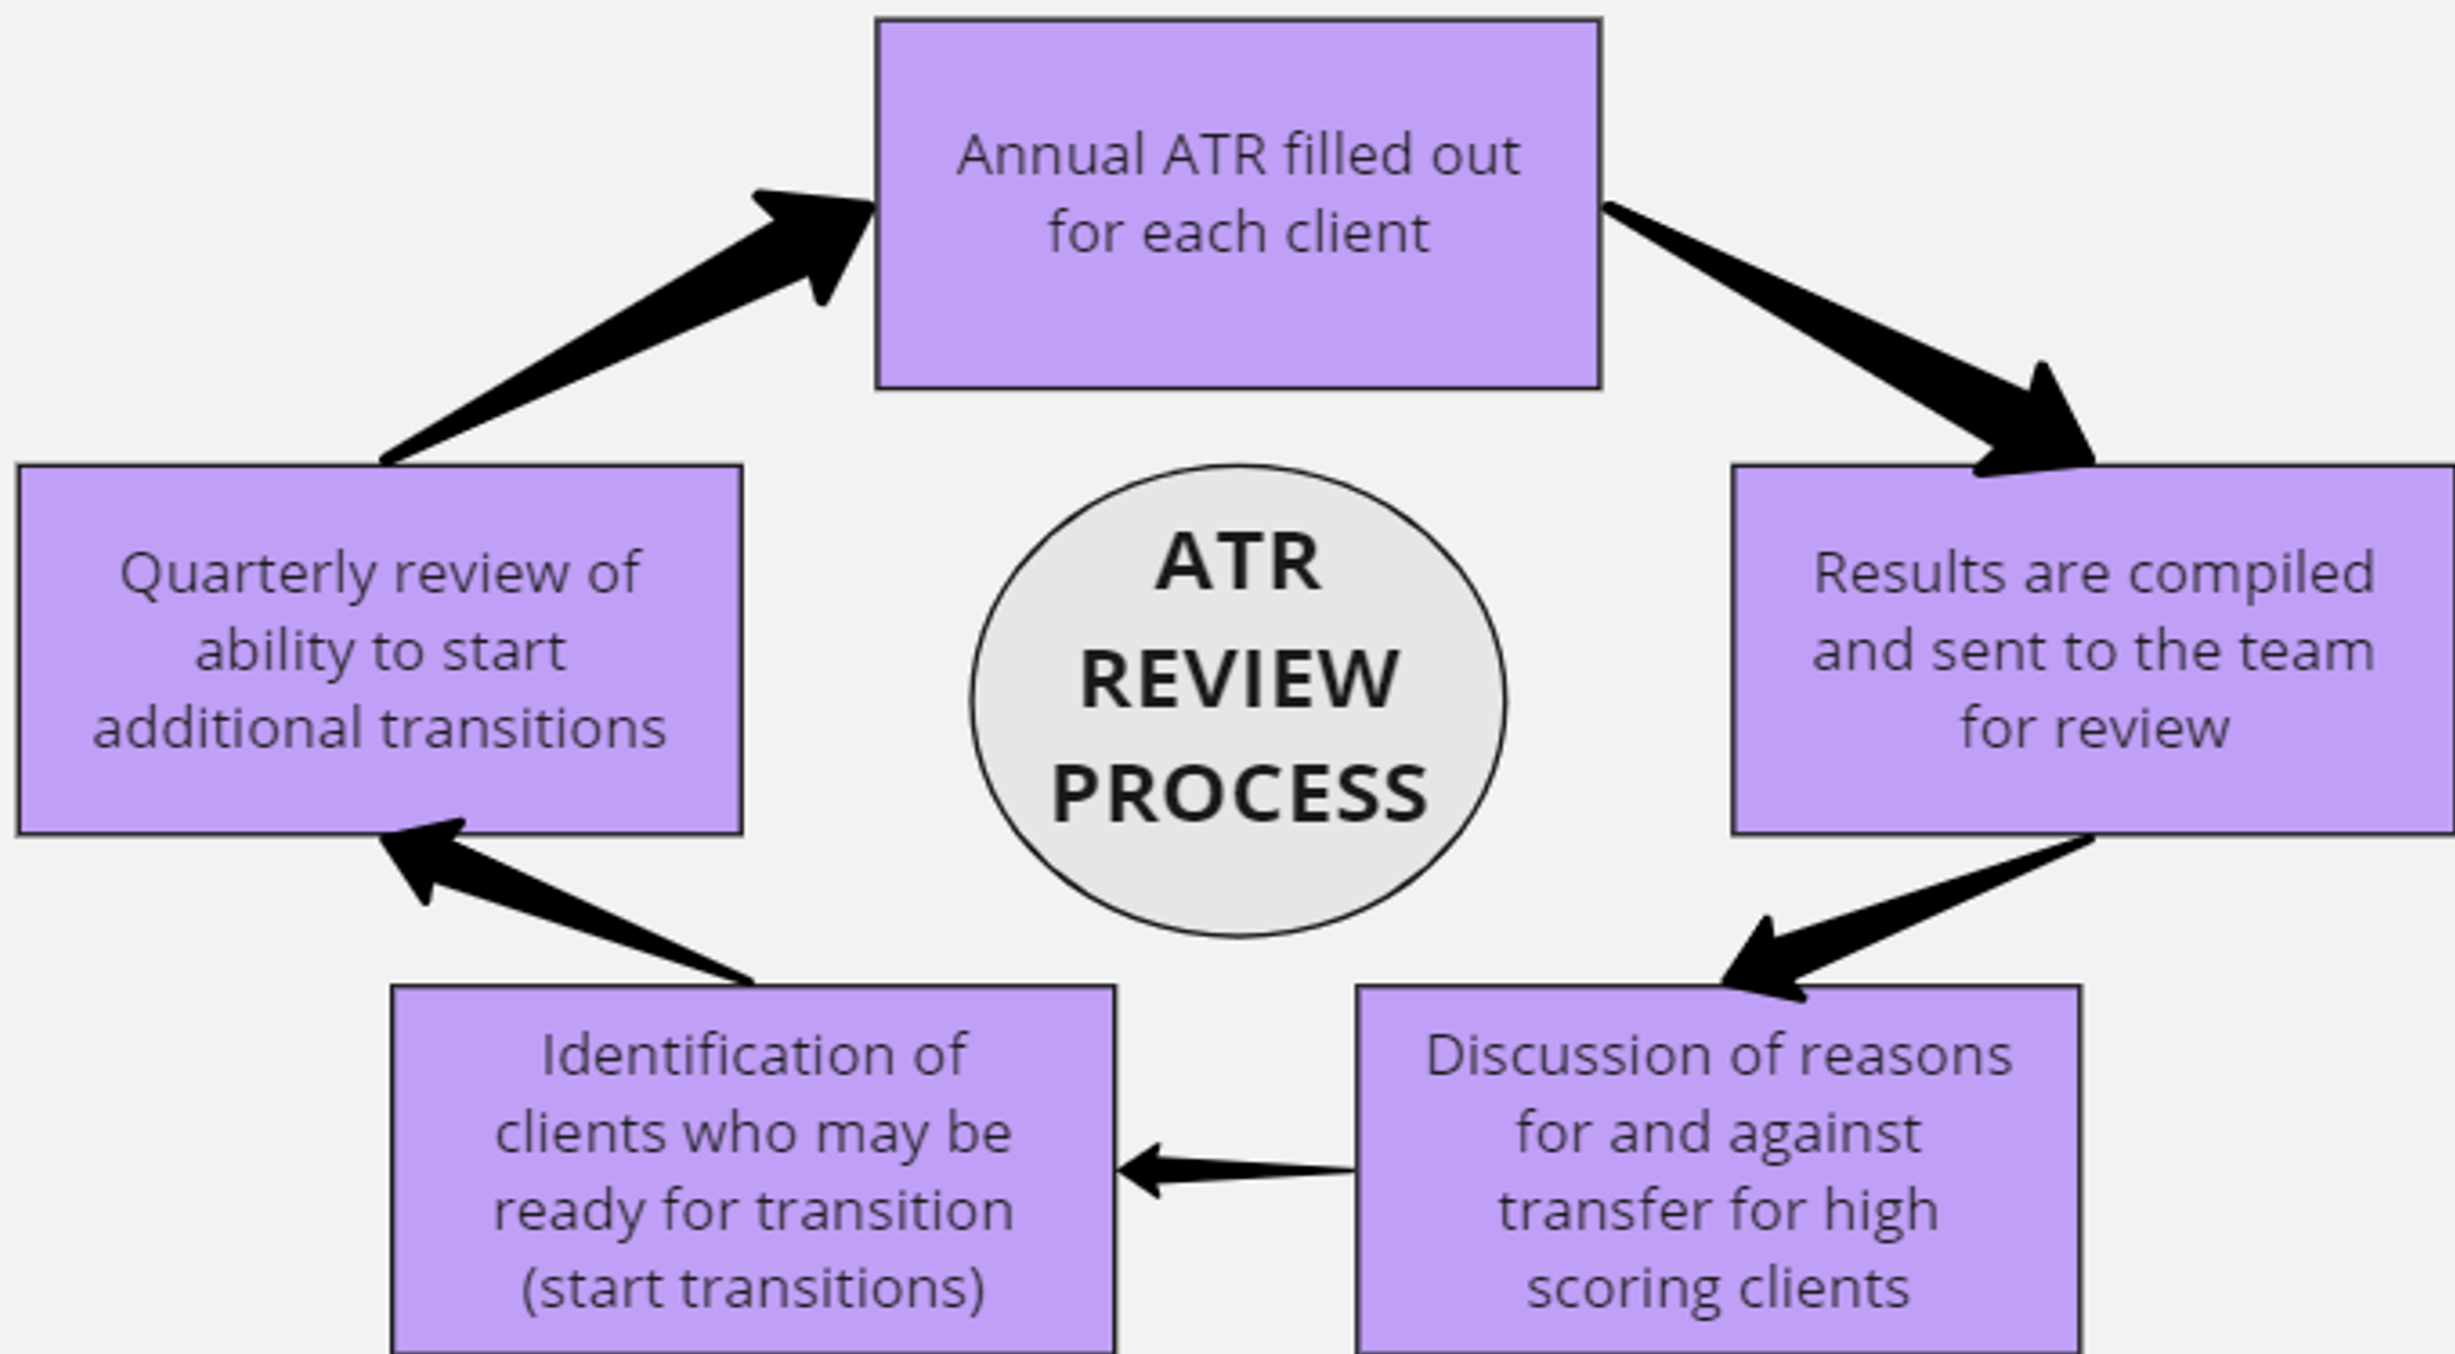 Annual ATR filled out
for each client
Results are compiled
and sent to the team
for review
Discussion of reasons
for and against
transfer for high
scoring clients
Identification of
clients who may be
ready for transition
(start transitions)
Quarterly review of
ability to start
additional transitions
ATR
REVIEW
PROCESS